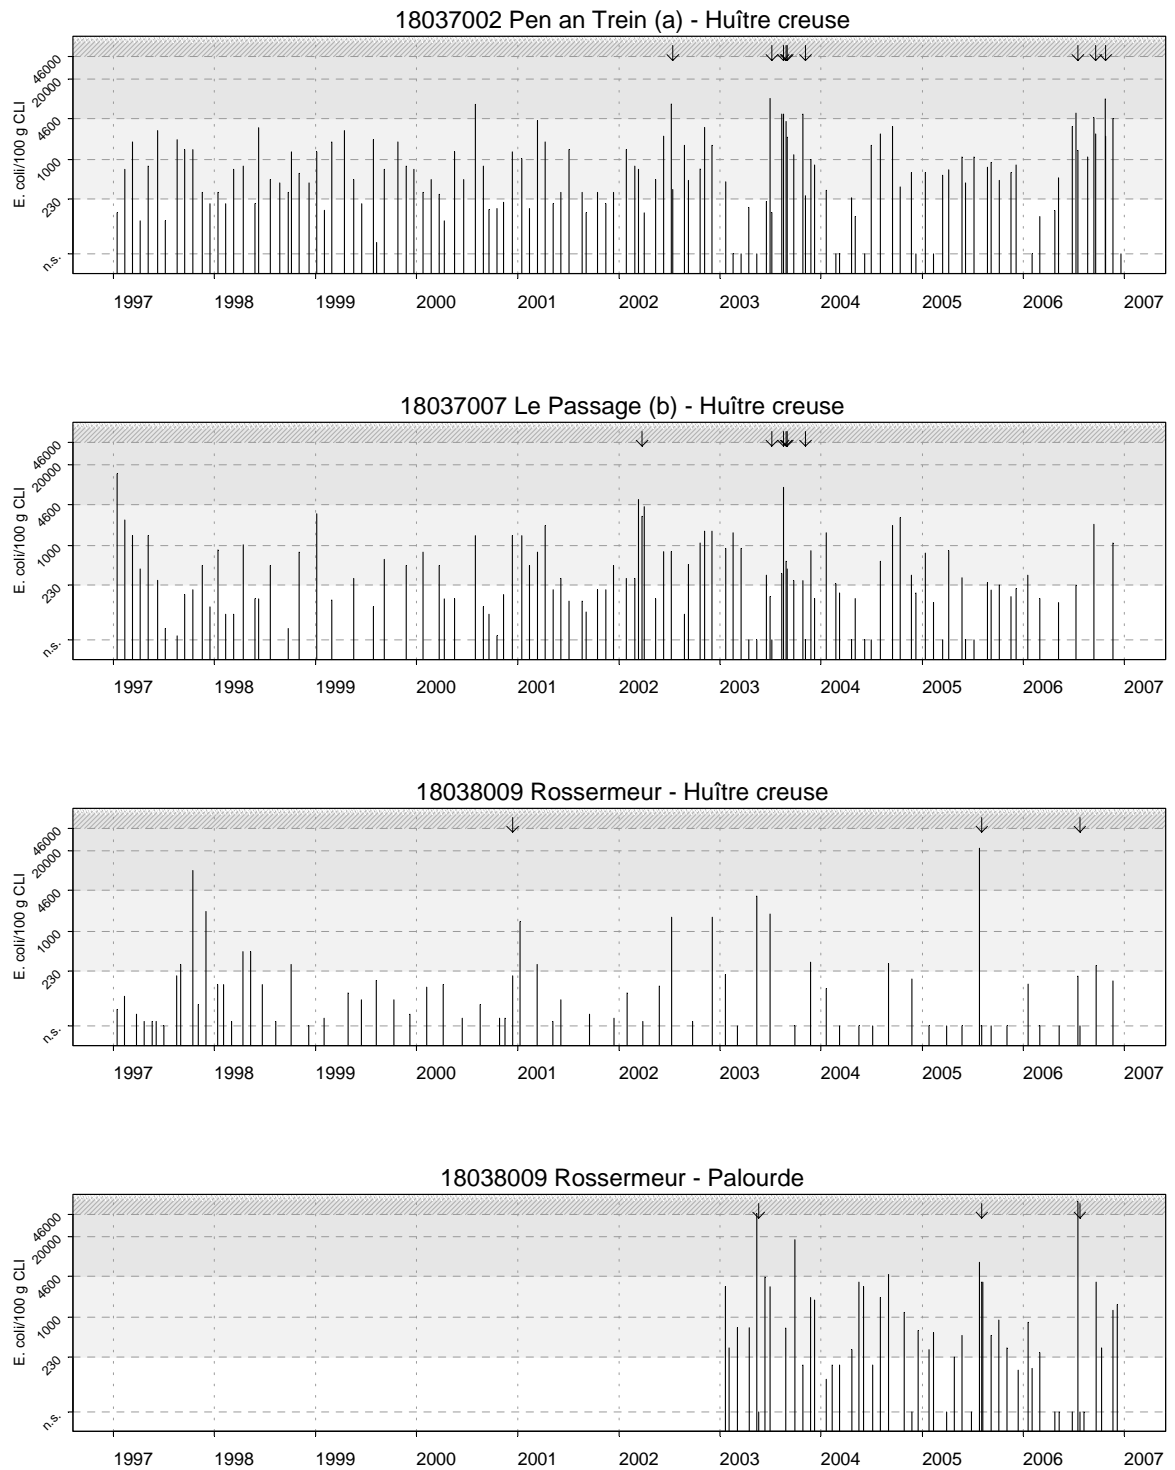 18037002 Pen an Trein (a) - Huître creuse
E. coli/100 g CLI
46000
20000
4600
1000
230
n.s.
1997 1998 1999 2000 2001 2002 2003 2004 2005 2006 2007
18037007 Le Passage (b) - Huître creuse
E. coli/100 g CLI
46000
20000
4600
1000
230
n.s.
1997 1998 1999 2000 2001 2002 2003 2004 2005 2006 2007
18038009 Rossermeur - Huître creuse
E. coli/100 g CLI
46000
20000
4600
1000
230
n.s.
1997 1998 1999 2000 2001 2002 2003 2004 2005 2006 2007
18038009 Rossermeur - Palourde
E. coli/100 g CLI
46000
20000
4600
1000
230
n.s.
1997 1998 1999 2000 2001 2002 2003 2004 2005 2006 2007